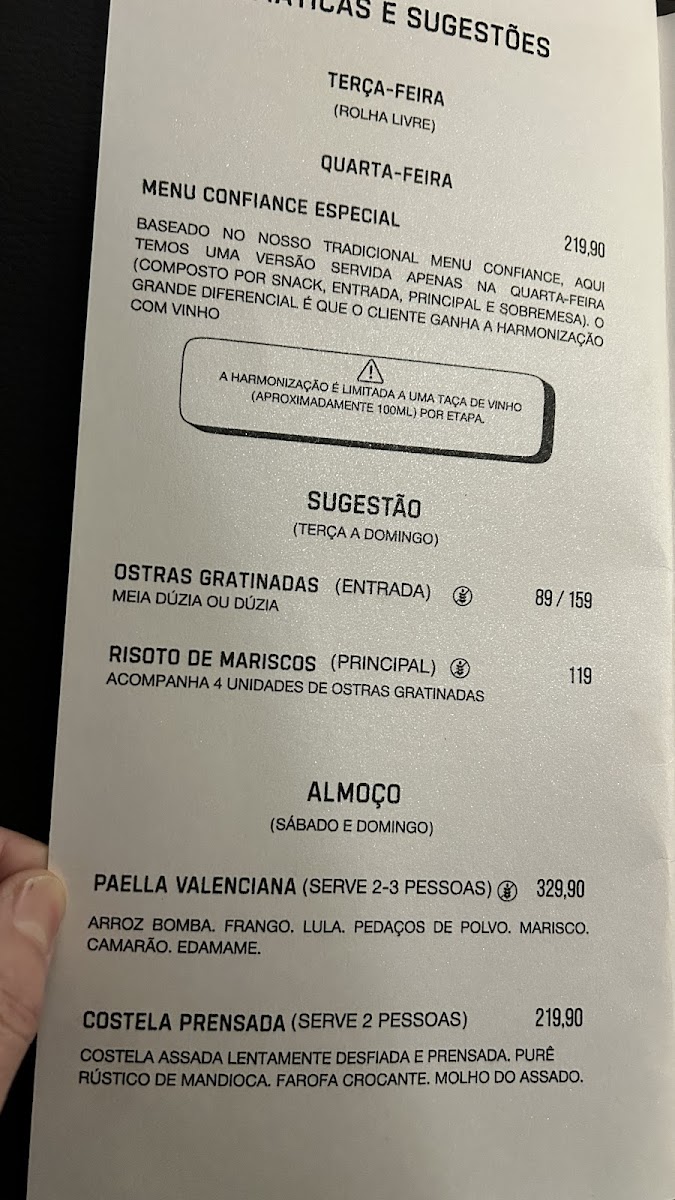 E SUGESTÕES
TERÇA-FEIRA
(ROLHA LIVRE)
QUARTA-FEIRA
MENU CONFIANCE ESPECIAL
219,90
BASEADO NO NOSSO TRADICIONAL MENU CONFIANCE, AQUI
TEMOS UMA VERSÃO SERVIDA APENAS NA QUARTA-FEIRA
(COMPOSTO POR SNACK, ENTRADA, PRINCIPAL E SOBREMESA). O
GRANDE DIFERENCIAL É QUE O CLIENTE GANHA A HARMONIZAÇÃO
COM VINHO
A HARMONIZAÇÃO É LIMITADA A UMA TAÇA DE VINHO
(APROXIMADAMENTE 100ML) POR ETAPA.
SUGESTÃO
(TERÇA A DOMINGO)
OSTRAS GRATINADAS (ENTRADA) 89 / 159
MEIA DÚZIA OU DÚZIA
RISOTO DE MARISCOS (PRINCIPAL) 119
ACOMPANHA 4 UNIDADES DE OSTRAS GRATINADAS
ALMOÇO
(SÁBADO E DOMINGO)
PAELLA VALENCIANA (SERVE 2-3 PESSOAS) 329,90
ARROZ BOMBA. FRANGO. LULA. PEDAÇOS DE POLVO. MARISCO.
CAMARÃO. EDAMAME.
COSTELA PRENSADA (SERVE 2 PESSOAS) 219,90
COSTELA ASSADA LENTAMENTE DESFIADA E PRENSADA. PURÊ
RÚSTICO DE MANDIOCA. FAROFA CROCANTE. MOLHO DO ASSADO.